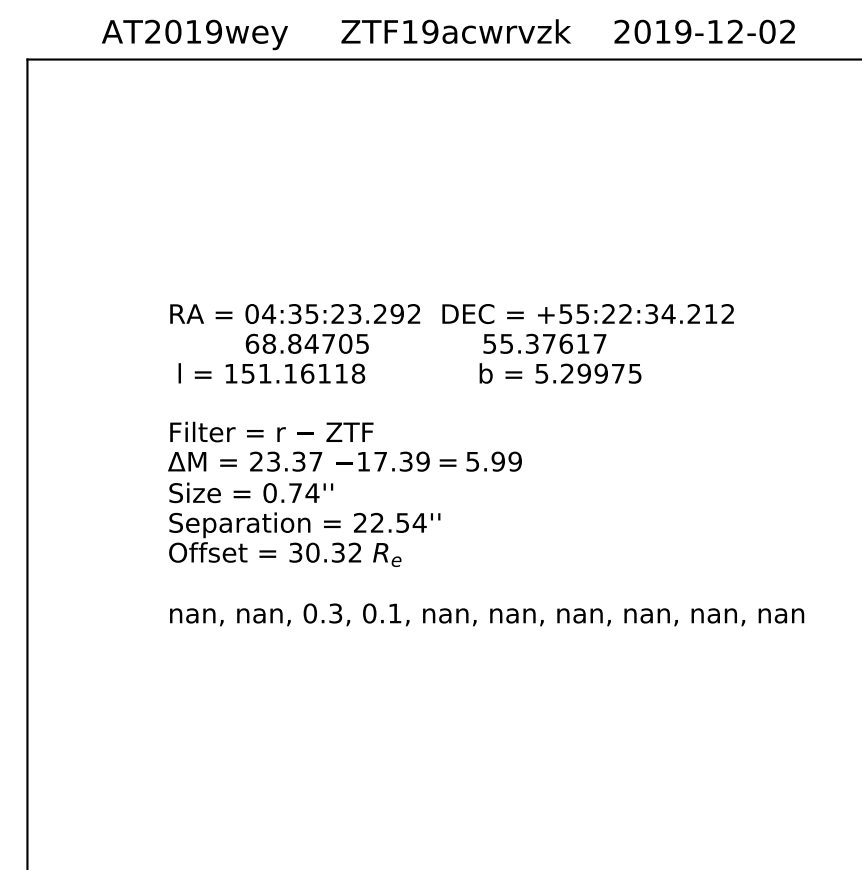 AT2019wey ZTF19acwrvzk 2019-12-02
RA = 04:35:23.292 DEC = +55:22:34.212
68.84705 55.37617
l = 151.16118 b = 5.29975
Filter = r − ZTF
ΔM = 23.37 −17.39 = 5.99
Size = 0.74''
Separation = 22.54''
Offset = 30.32 Re
nan, nan, 0.3, 0.1, nan, nan, nan, nan, nan, nan